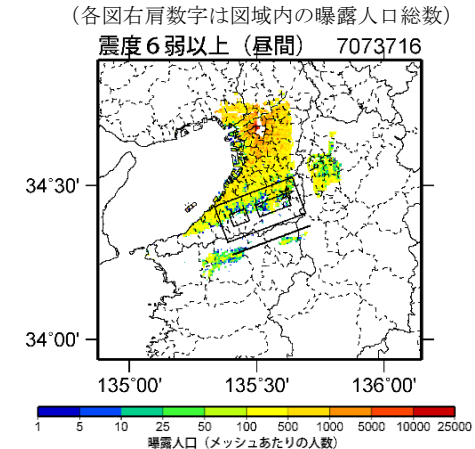 （各図右肩数字は図域内の曝露人口総数）
震度６弱以上（昼間） 7073716
34°30'
34°00'
135°00' 135°30' 136°00'
1 5 10 25 50 100 500 1000 5000 10000 25000
曝露人口（メッシュあたりの人数）